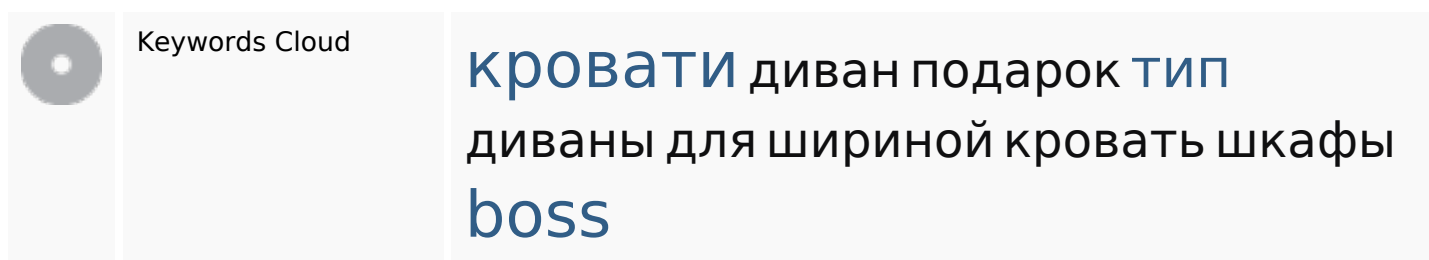 Keywords Cloud
кровати диван подарок тип
диваны для шириной кровать шкафы
boss